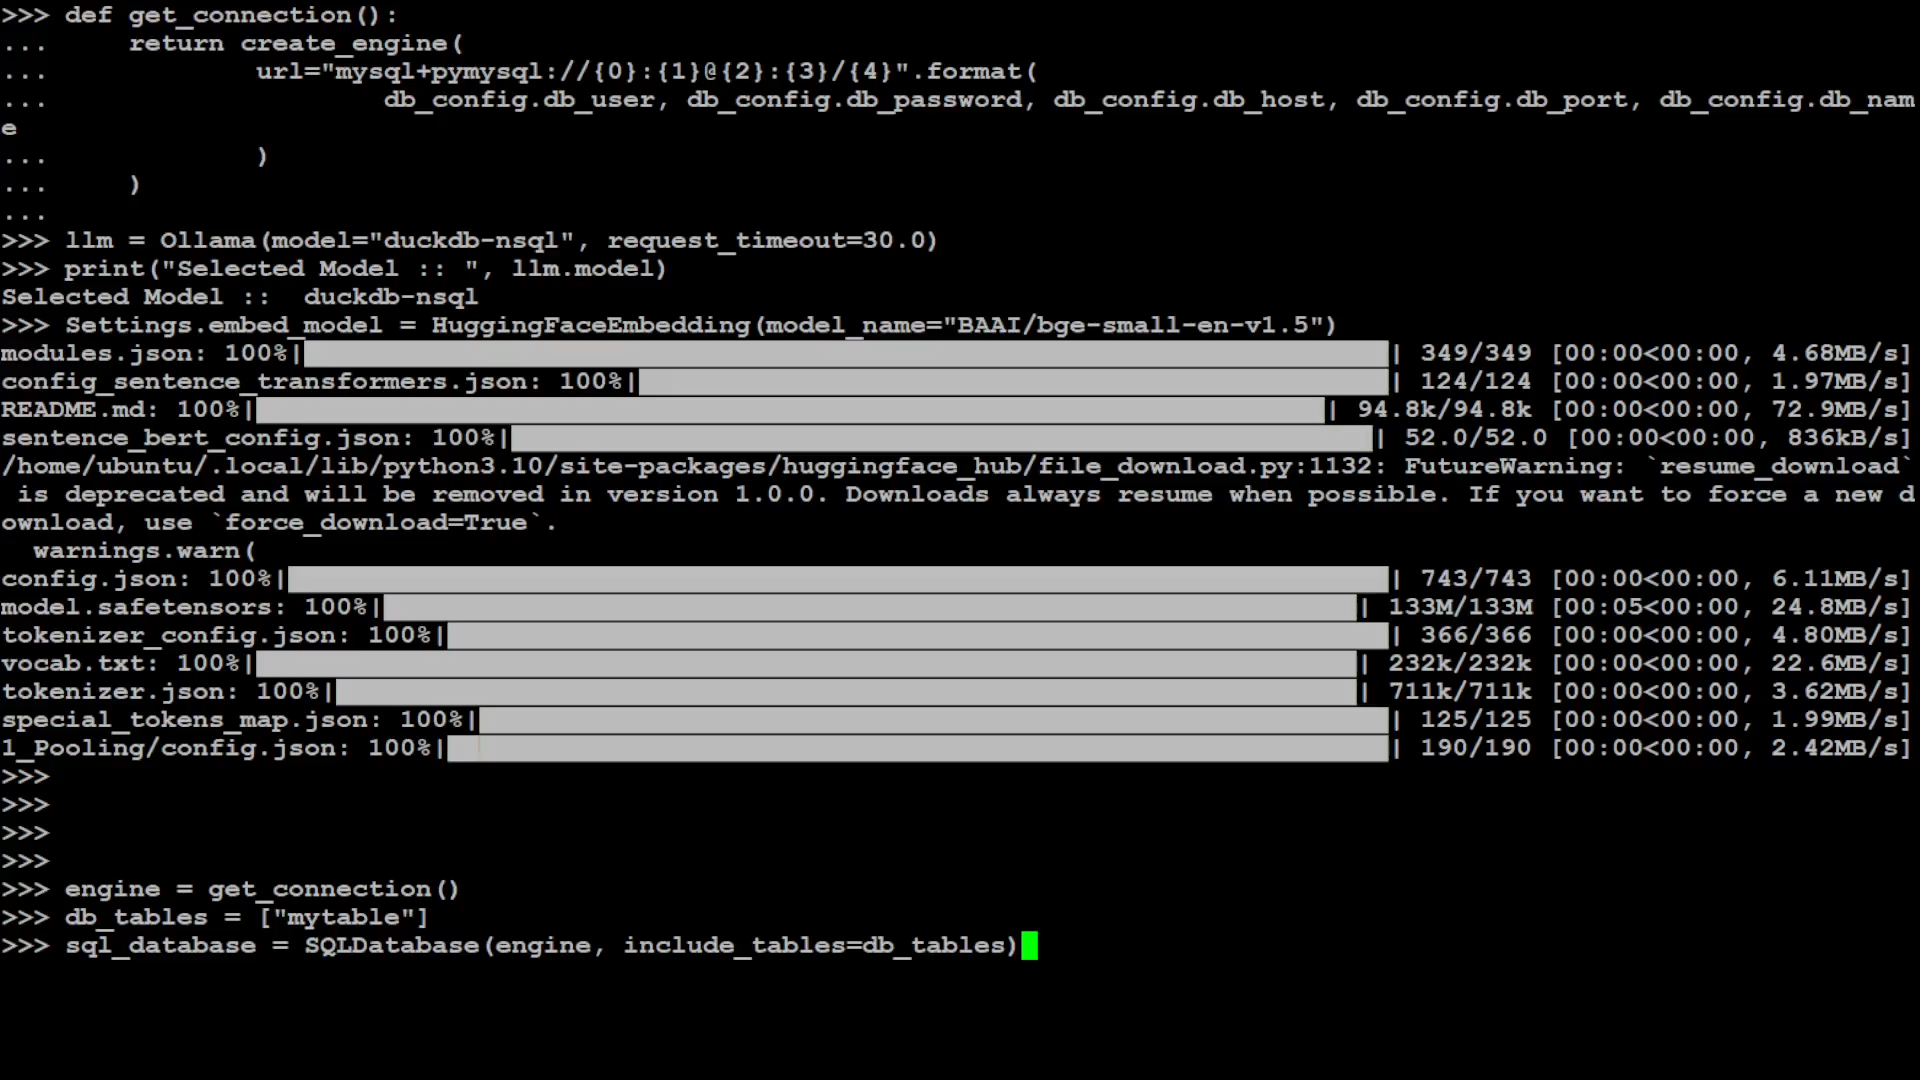 >>> def get_connection():
...     return create_engine(
...             url="mysql+pymysql://{0}:{1}@{2}:{3}/{4}".format(
...                     db_config.db_user, db_config.db_password, db_config.db_host, db_config.db_port, db_config.db_nam
e
...             )
...     )
...
>>> llm = Ollama(model="duckdb-nsql", request_timeout=30.0)
>>> print("Selected Model :: ", llm.model)
Selected Model ::  duckdb-nsql
>>> Settings.embed_model = HuggingFaceEmbedding(model_name="BAAI/bge-small-en-v1.5")
modules.json: 100%| | 349/349 [00:00<00:00, 4.68MB/s]
config_sentence_transformers.json: 100%| | 124/124 [00:00<00:00, 1.97MB/s]
README.md: 100%| | 94.8k/94.8k [00:00<00:00, 72.9MB/s]
sentence_bert_config.json: 100%| | 52.0/52.0 [00:00<00:00, 836kB/s]
/home/ubuntu/.local/lib/python3.10/site-packages/huggingface_hub/file_download.py:1132: FutureWarning: `resume_download`
 is deprecated and will be removed in version 1.0.0. Downloads always resume when possible. If you want to force a new d
ownload, use `force_download=True`.
  warnings.warn(
config.json: 100%| | 743/743 [00:00<00:00, 6.11MB/s]
model.safetensors: 100%| | 133M/133M [00:05<00:00, 24.8MB/s]
tokenizer_config.json: 100%| | 366/366 [00:00<00:00, 4.80MB/s]
vocab.txt: 100%| | 232k/232k [00:00<00:00, 22.6MB/s]
tokenizer.json: 100%| | 711k/711k [00:00<00:00, 3.62MB/s]
special_tokens_map.json: 100%| | 125/125 [00:00<00:00, 1.99MB/s]
1_Pooling/config.json: 100%| | 190/190 [00:00<00:00, 2.42MB/s]
>>>
>>>
>>>
>>>
>>> engine = get_connection()
>>> db_tables = ["mytable"]
>>> sql_database = SQLDatabase(engine, include_tables=db_tables)